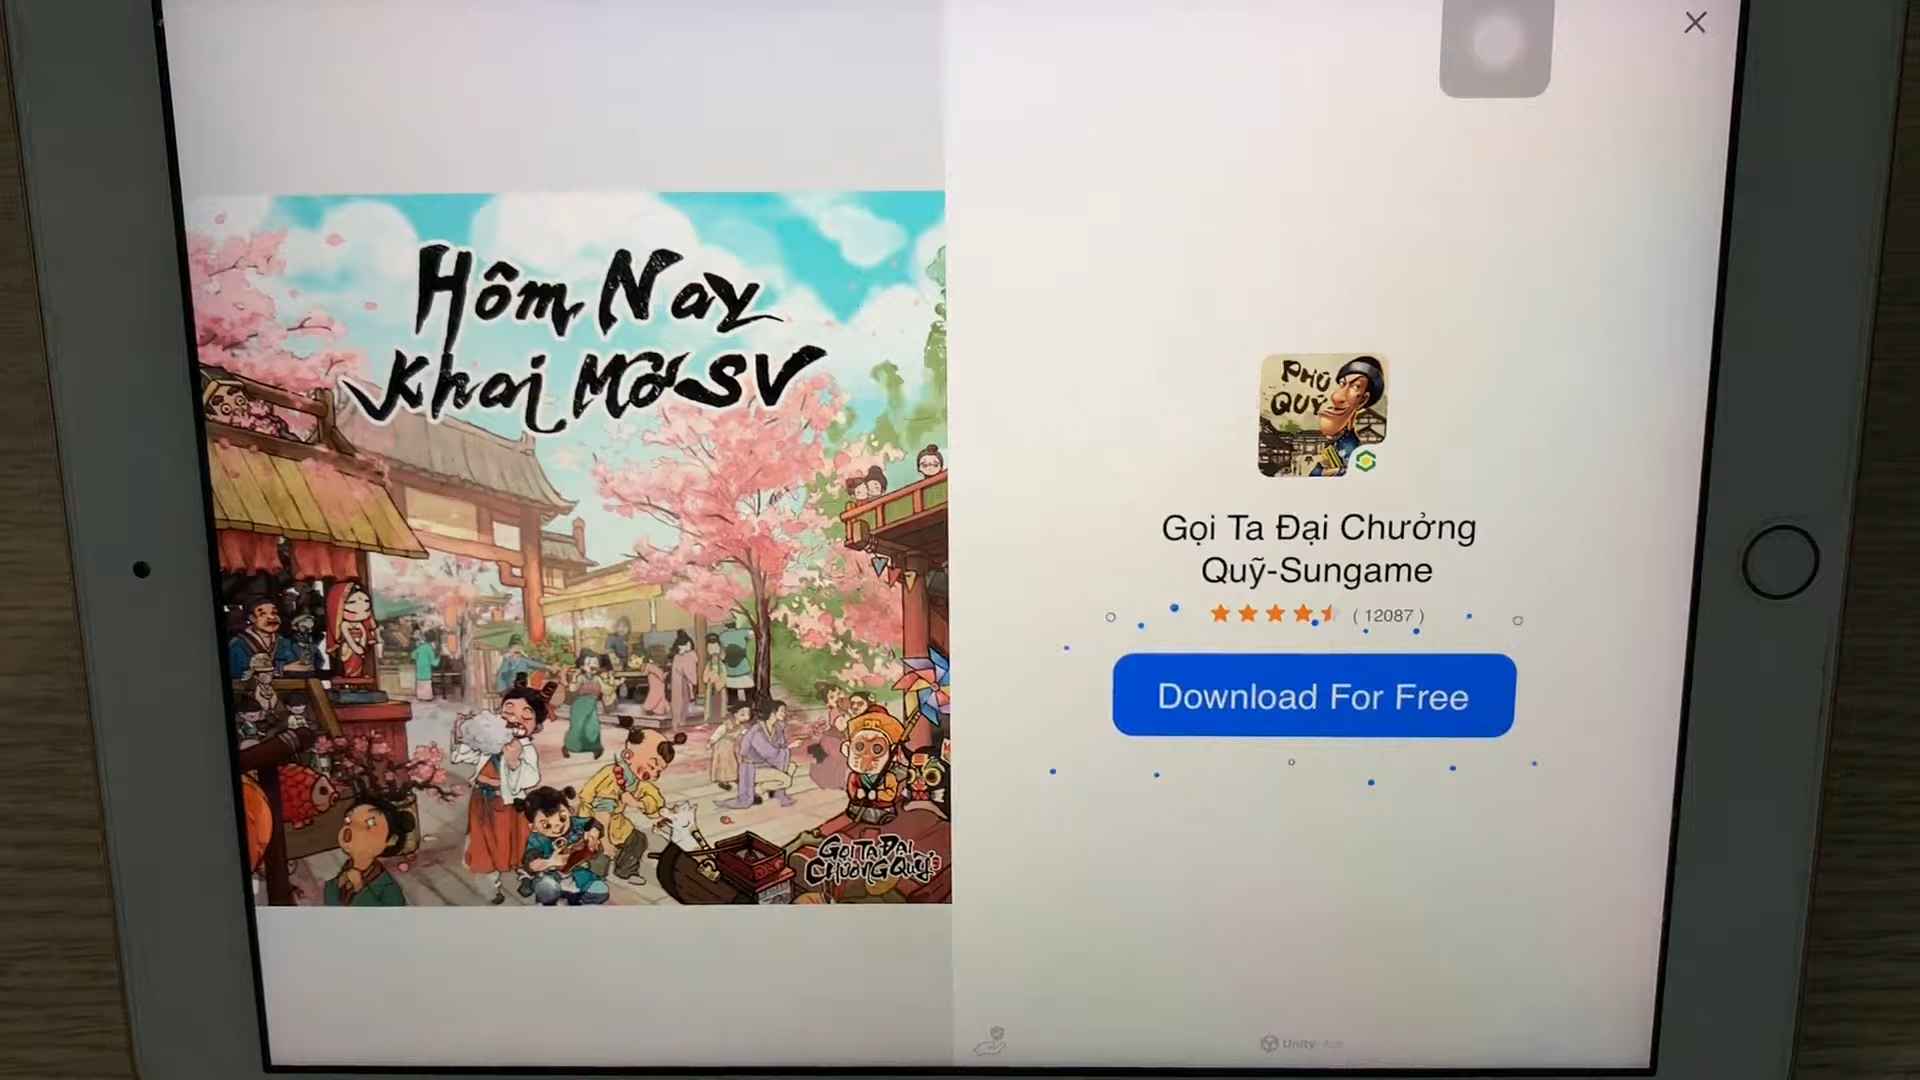 Hôm Nay
Khai Mở SV
GỌI TA ĐẠI
CHƯỞNG QUỸ
PHÚ
QUÝ
Gọi Ta Đại Chưởng
Quỹ-Sungame
( 12087 )
Download For Free
Unity